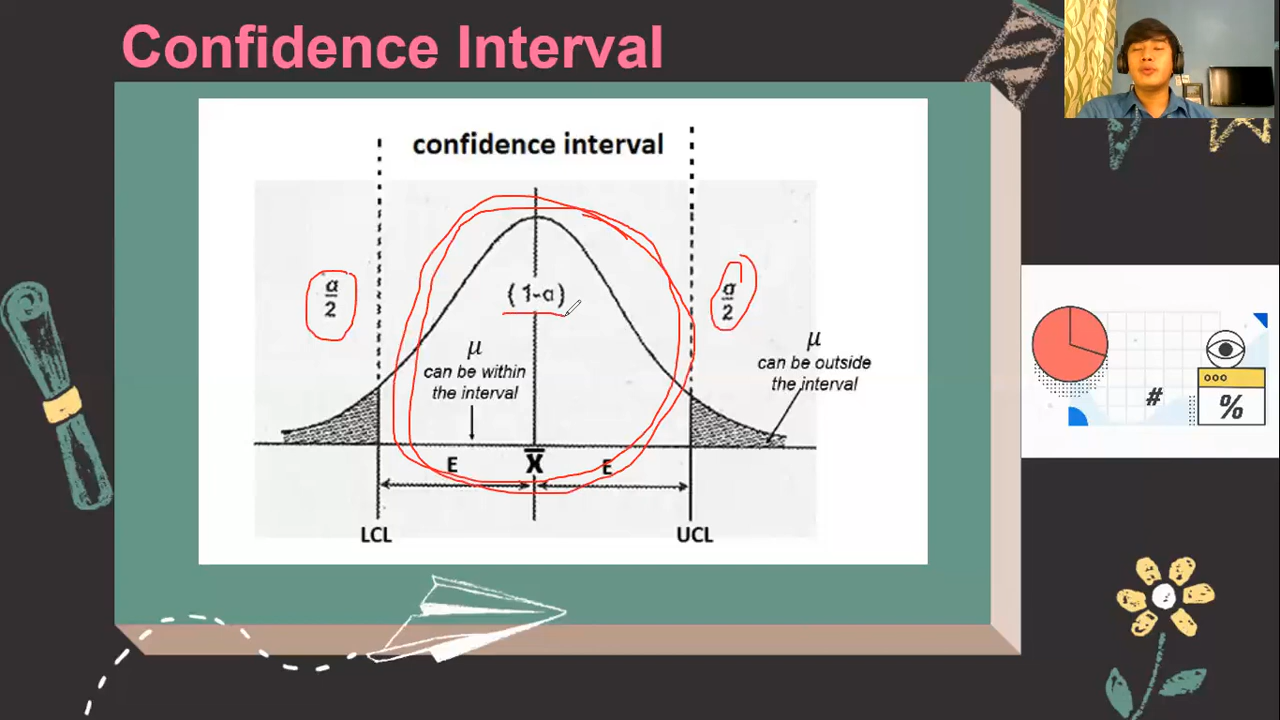 Confidence Interval
confidence interval
α
2
(1-α)
α
2
μ
can be within
the interval
μ
can be outside
the interval
E
X̄
E
LCL
UCL
#
%